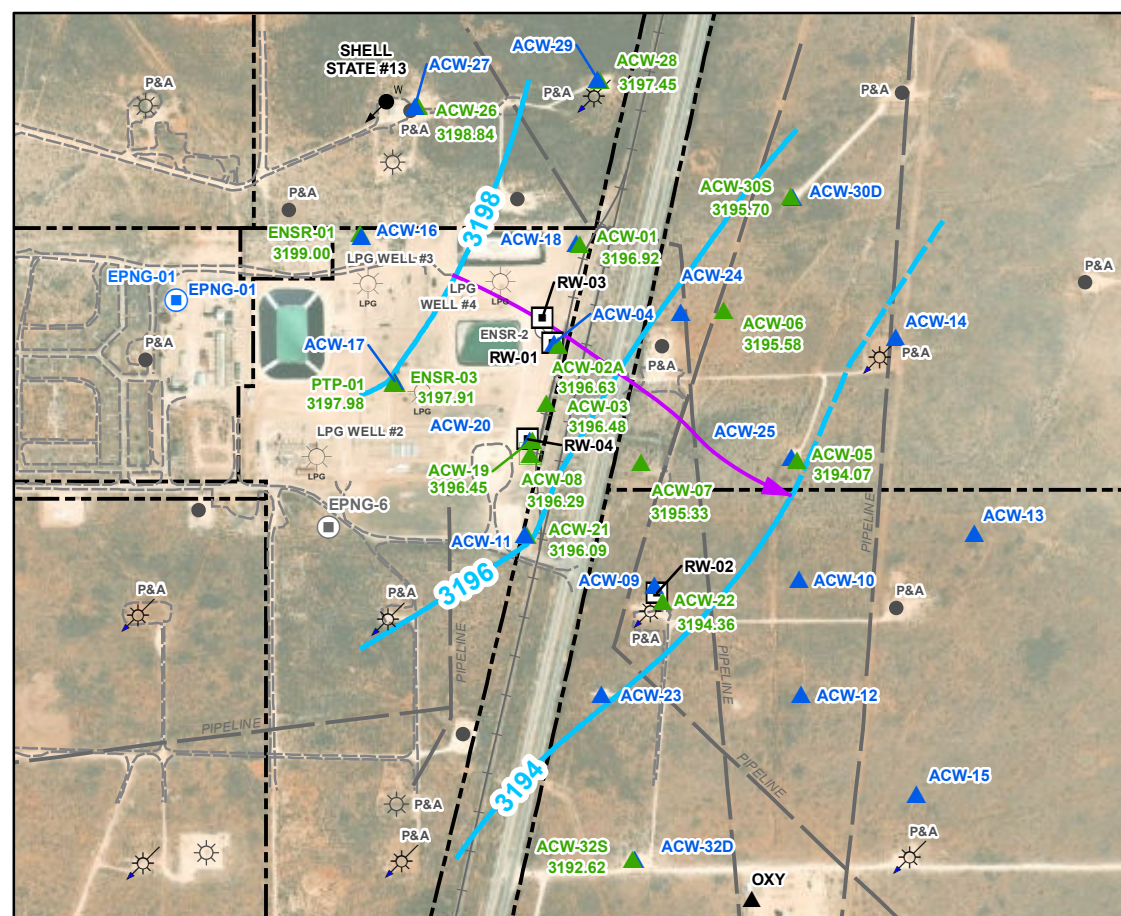 ACW-29
SHELL
STATE #13
ACW-27
ACW-28
3197.45
P&A
P&A
P&A
W
ACW-26
3198.84
P&A
P&A
ACW-30S
3195.70
ACW-30D
3198
ENSR-01
3199.00
ACW-16
ACW-18
ACW-01
3196.92
LPG WELL #3
EPNG-01
EPNG-01
LPG
WELL #4
LPG
LPG
RW-03
ACW-24
P&A
ENSR-2
ACW-04
ACW-06
3195.58
ACW-14
P&A
P&A
RW-01
ACW-17
ACW-02A
3196.63
P&A
PTP-01
3197.98
ENSR-03
3197.91
LPG
ACW-03
3196.48
LPG WELL #2
ACW-20
RW-04
ACW-25
ACW-05
3194.07
LPG
ACW-19
3196.45
ACW-08
3196.29
ACW-07
3195.33
EPNG-6
PIPELINE
ACW-13
ACW-11
ACW-21
3196.09
3196
ACW-09
RW-02
ACW-10
ACW-22
3194.36
P&A
P&A
P&A
P&A
P&A
PIPELINE
PIPELINE
ACW-23
ACW-12
PIPELINE
3194
PIPELINE
ACW-15
P&A
P&A
P&A
P&A
ACW-32S
3192.62
ACW-32D
OXY